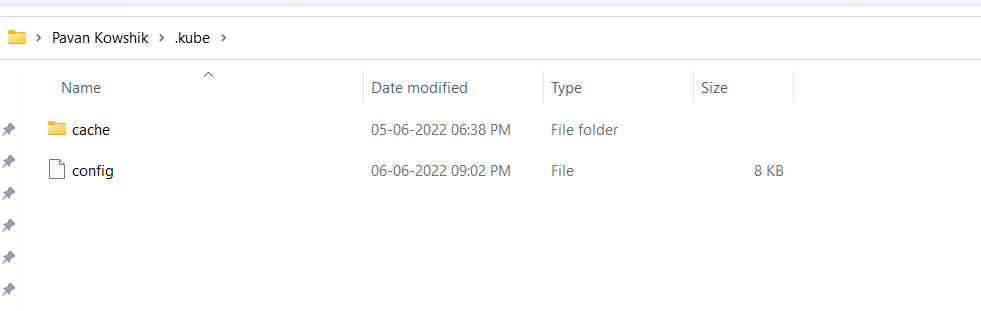 Pavan Kowshik > .kube >
Name Date modified Type Size
cache 05-06-2022 06:38 PM File folder
config 06-06-2022 09:02 PM File 8 KB